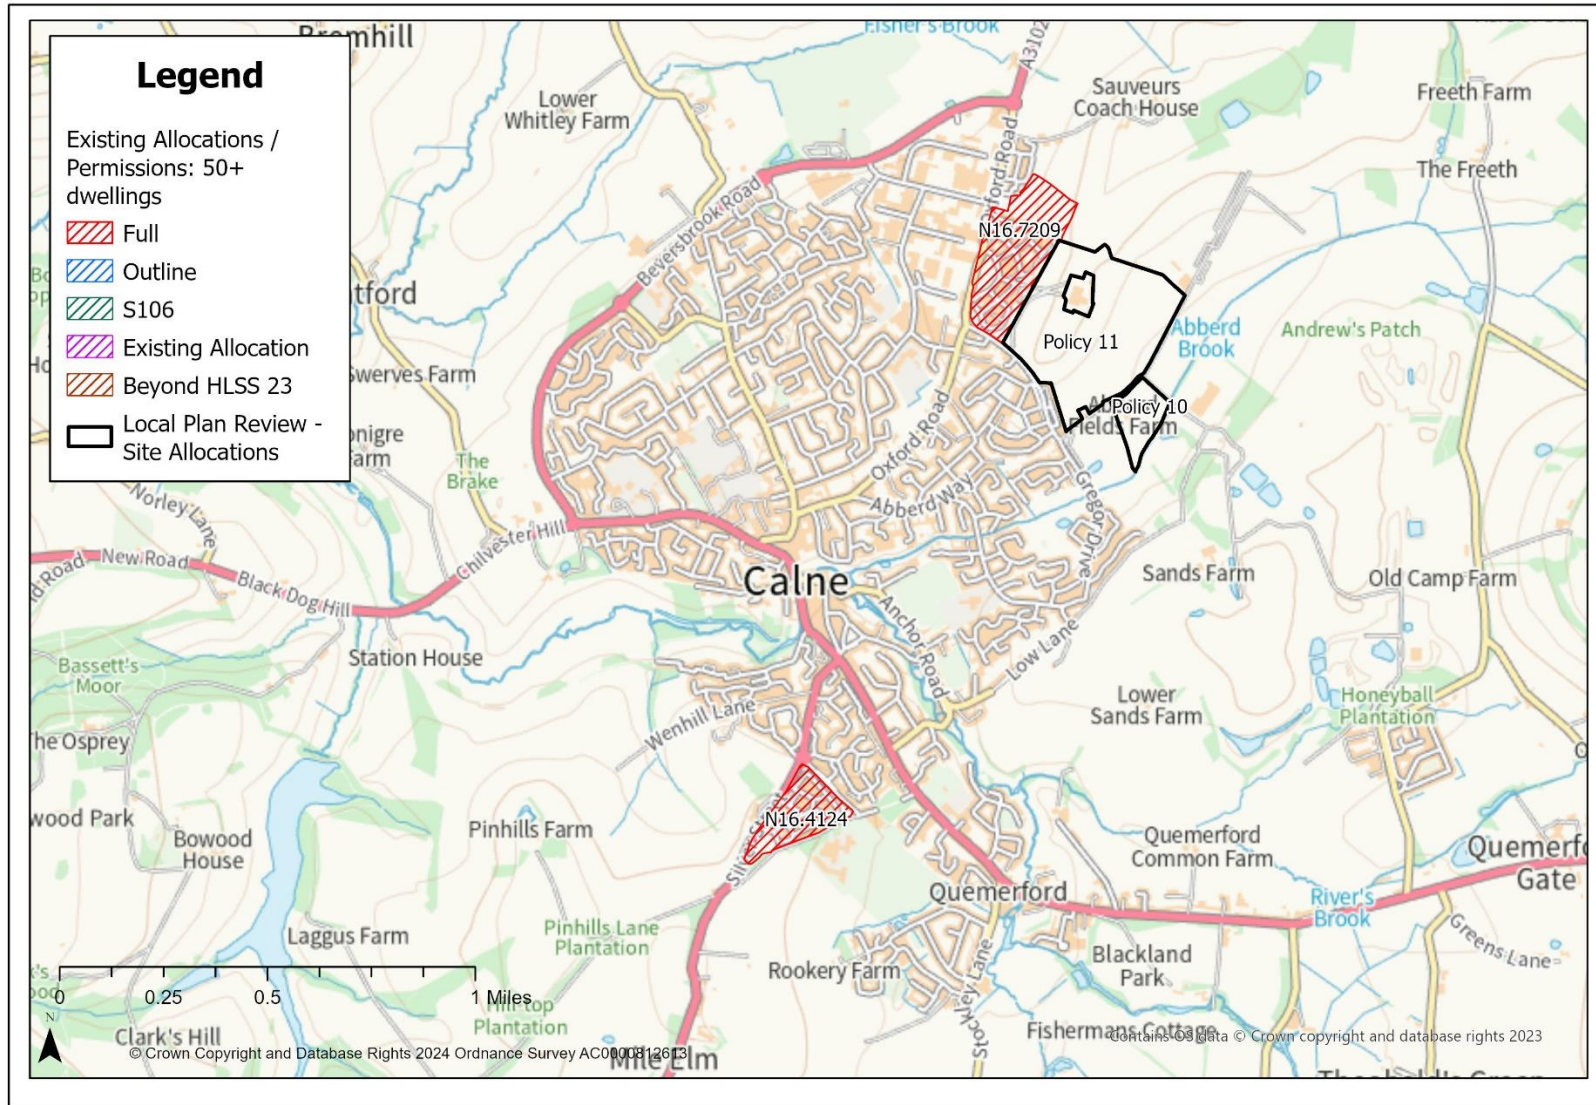 Legend
Existing Allocations /
Permissions: 50+
dwellings
Full
Outline
S106
Existing Allocation
Beyond HLSS 23
Local Plan Review -
Site Allocations
Fisher's Brook
A3102
Lower
Whitley Farm
Sauveurs
Coach House
Freeth Farm
The Freeth
Beversbrook Road
N16.7209
Policy 11
Policy 10
Abberd
Brook
Andrew's Patch
Swerves Farm
The
Brake
Oxford Road
Abberd Way
Gregor Drive
Norley Lane
New Road
Black Dog Hill
Chilvester Hill
Calne
Sands Farm
Old Camp Farm
Anchor Road
Low Lane
Station House
Bassett's
Moor
Lower
Sands Farm
Honeyball
Plantation
The Osprey
Wenhill Lane
N16.4124
Bowood
House
Pinhills Farm
Quemerford
Common Farm
Quemerford
Gate
River's
Brook
Greens Lane
Pinhills Lane
Plantation
Laggus Farm
Rookery Farm
Blackland
Park
Stockley Lane
0 0.25 0.5 1 Miles
Plantation
N
Clark's Hill
Fishermans Cottage
Mile Elm
© Crown Copyright and Database Rights 2024 Ordnance Survey AC0000812613
Contains OS data © Crown copyright and database rights 2023